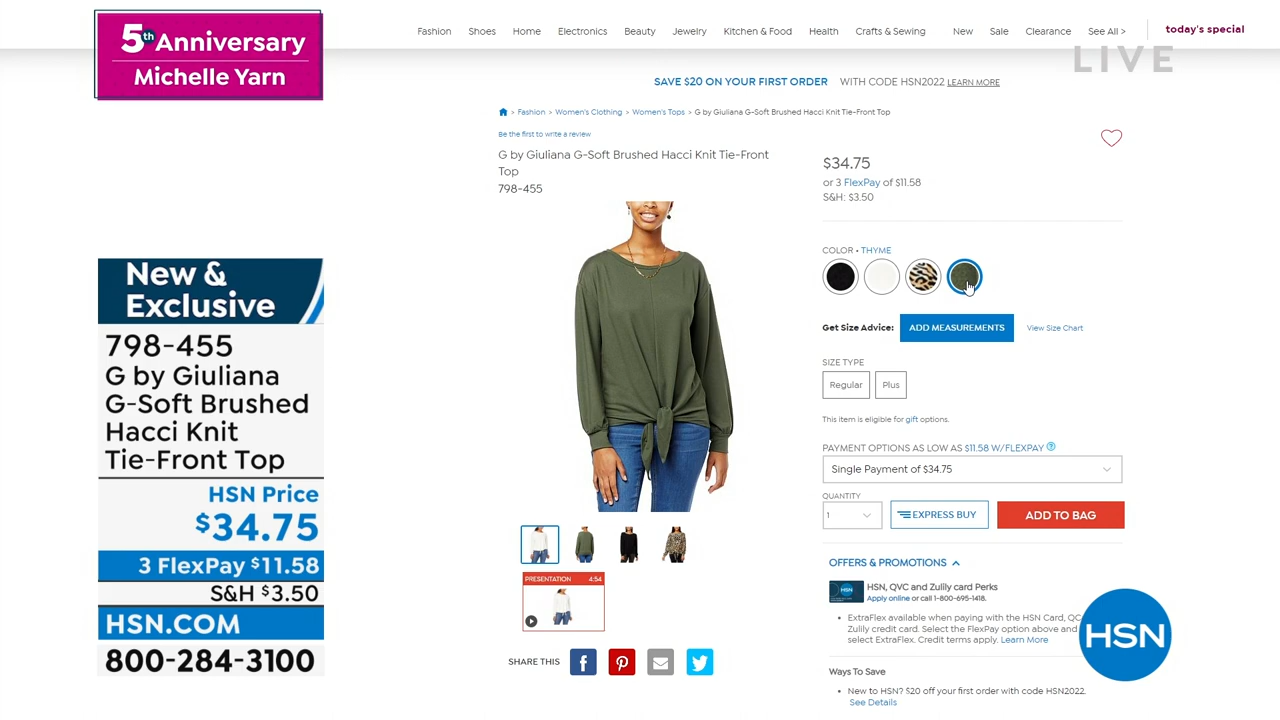 5th Anniversary
Michelle Yarn
Fashion Shoes Home Electronics Beauty Jewelry Kitchen & Food Health Crafts & Sewing New Sale Clearance See All > today's special
LIVE
SAVE $20 ON YOUR FIRST ORDER WITH CODE HSN2022 LEARN MORE
> Fashion > Women's Clothing > Women's Tops > G by Giuliana G-Soft Brushed Hacci Knit Tie-Front Top
Be the first to write a review
G by Giuliana G-Soft Brushed Hacci Knit Tie-Front
Top
798-455
$34.75
or 3 FlexPay of $11.58
S&H: $3.50
COLOR • THYME
Get Size Advice: ADD MEASUREMENTS View Size Chart
SIZE TYPE
Regular Plus
This item is eligible for gift options.
PAYMENT OPTIONS AS LOW AS $11.58 W/FLEXPAY ?
Single Payment of $34.75
QUANTITY
1 EXPRESS BUY ADD TO BAG
OFFERS & PROMOTIONS
HSN, QVC and Zulily card Perks
Apply online or call 1-800-695-1418.
• ExtraFlex available when paying with the HSN Card, QC
Zulily credit card. Select the FlexPay option above and
select ExtraFlex. Credit terms apply. Learn More
Ways To Save
• New to HSN? $20 off your first order with code HSN2022.
See Details
PRESENTATION 4:54
SHARE THIS
New &
Exclusive
798-455
G by Giuliana
G-Soft Brushed
Hacci Knit
Tie-Front Top
HSN Price
$34.75
3 FlexPay $11.58
S&H $3.50
HSN.COM
800-284-3100
HSN